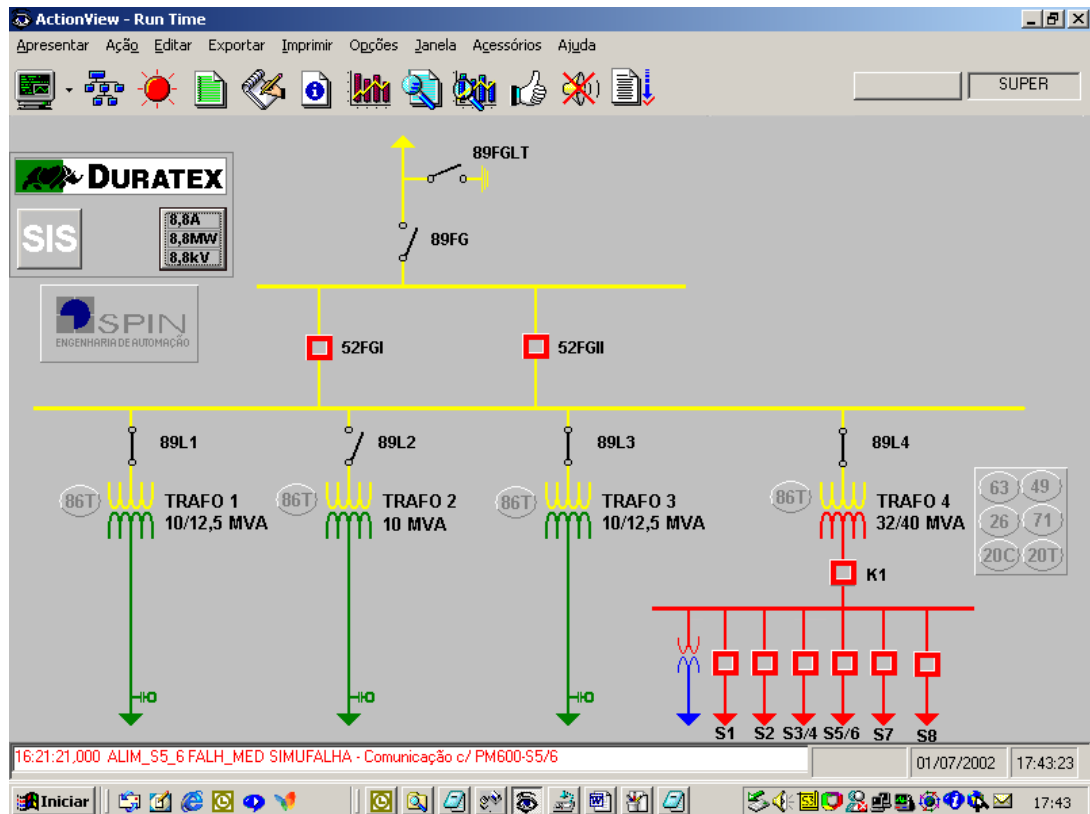 ActionView - Run Time
Apresentar Ação Editar Exportar Imprimir Opções Janela Acessórios Ajuda
SUPER
DURATEX
SIS
8,8A
8,8MW
8,8kV
SPIN
ENGENHARIA DE AUTOMAÇÃO
89FGLT
89FG
52FGI
52FGII
89L1
89L2
89L3
89L4
86T
TRAFO 1
10/12,5 MVA
86T
TRAFO 2
10 MVA
86T
TRAFO 3
10/12,5 MVA
86T
TRAFO 4
32/40 MVA
63 49
26 71
20C 20T
K1
S1 S2 S3/4 S5/6 S7 S8
16:21:21,000 ALIM_S5_6 FALH_MED SIMUFALHA - Comunicação c/ PM600-S5/6
01/07/2002 17:43:23
Iniciar
17:43